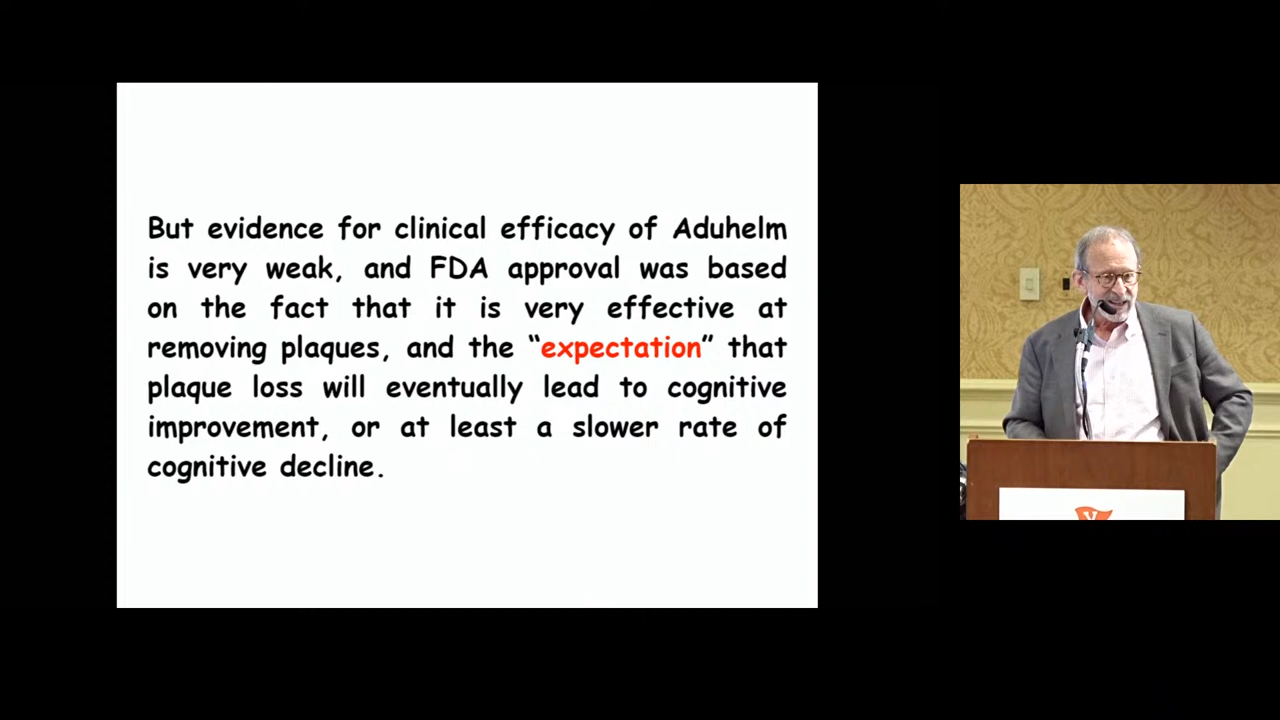 But evidence for clinical efficacy of Aduhelm
is very weak, and FDA approval was based
on the fact that it is very effective at
removing plaques, and the “expectation” that
plaque loss will eventually lead to cognitive
improvement, or at least a slower rate of
cognitive decline.
V